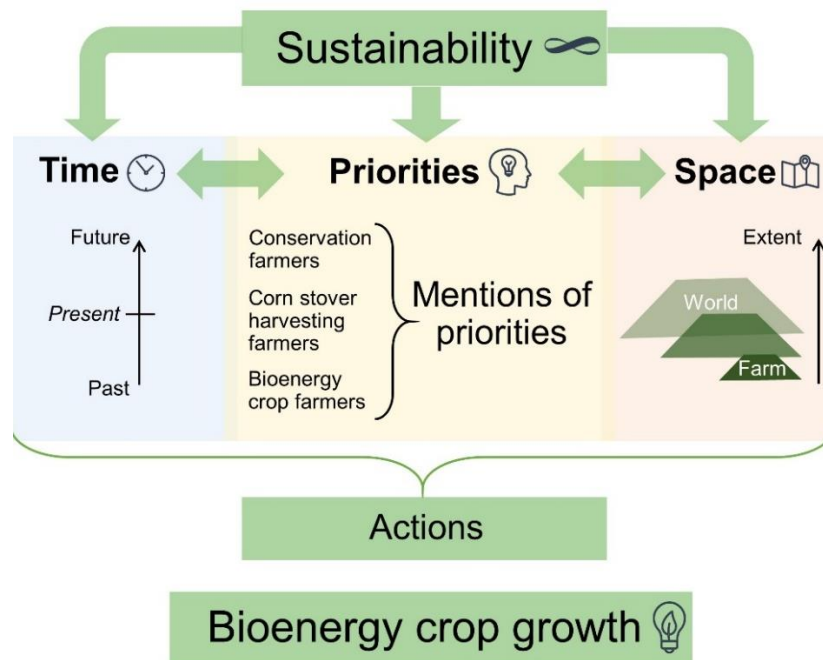 Sustainability
Time
Priorities
Space
Future
Present
Past
Conservation
farmers
Corn stover
harvesting
farmers
Bioenergy
crop farmers
Mentions of
priorities
Extent
World
Farm
Actions
Bioenergy crop growth